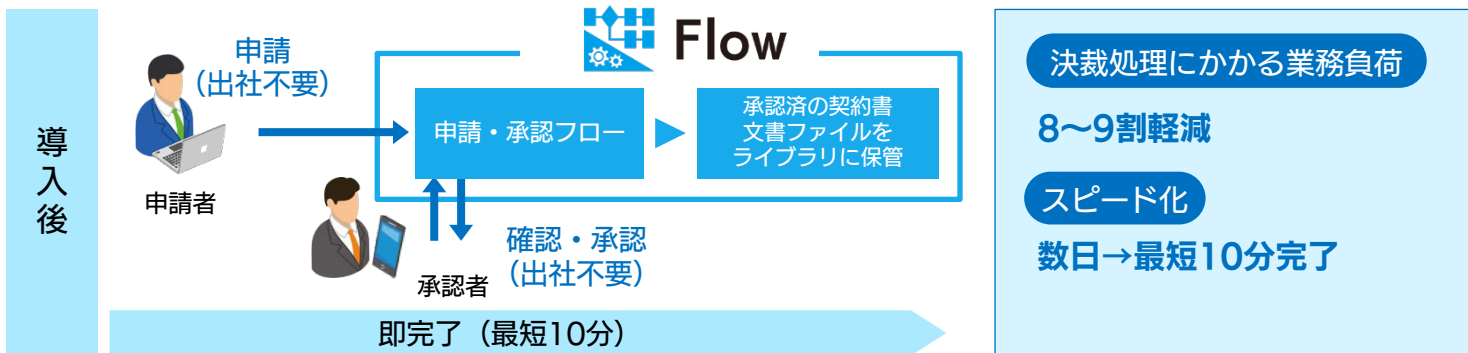 導入後
申請
（出社不要）
申請者
Flow
申請・承認フロー
承認済の契約書
文書ファイルを
ライブラリに保管
承認者
確認・承認
（出社不要）
即完了（最短10分）
決裁処理にかかる業務負荷
8〜9割軽減
スピード化
数日→最短10分完了